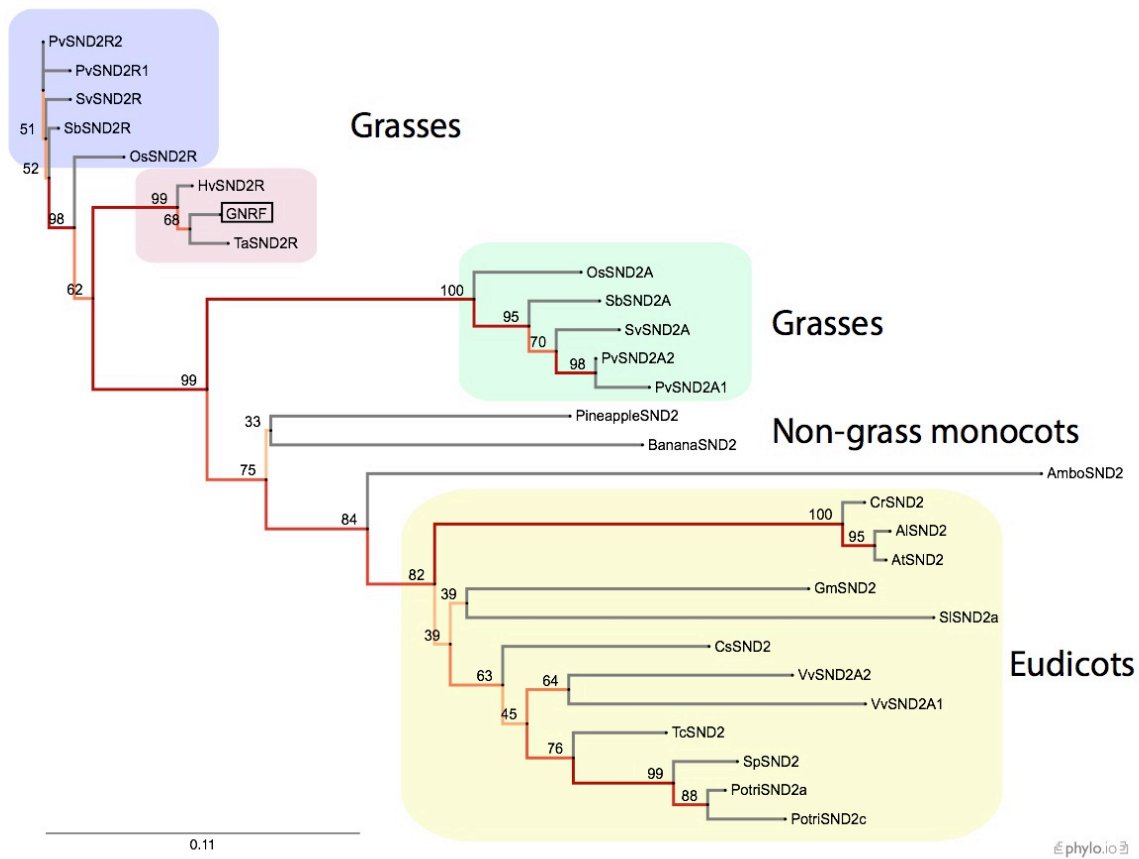 PvSND2R2
PvSND2R1
SvSND2R
Grasses
51
SbSND2R
OsSND2R
52
HvSND2R
99
GNRF
68
98
TaSND2R
OsSND2A
62
100
SbSND2A
95
Grasses
SvSND2A
70
PvSND2A2
98
99
PvSND2A1
PineappleSND2
33
Non-grass monocots
BananaSND2
75
AmboSND2
CrSND2
100
84
AlSND2
95
AtSND2
82
GmSND2
39
SlSND2a
39
CsSND2
Eudicots
63
VvSND2A2
64
VvSND2A1
45
TcSND2
76
SpSND2
99
PotriSND2a
88
PotriSND2c
0.11
phylo.io